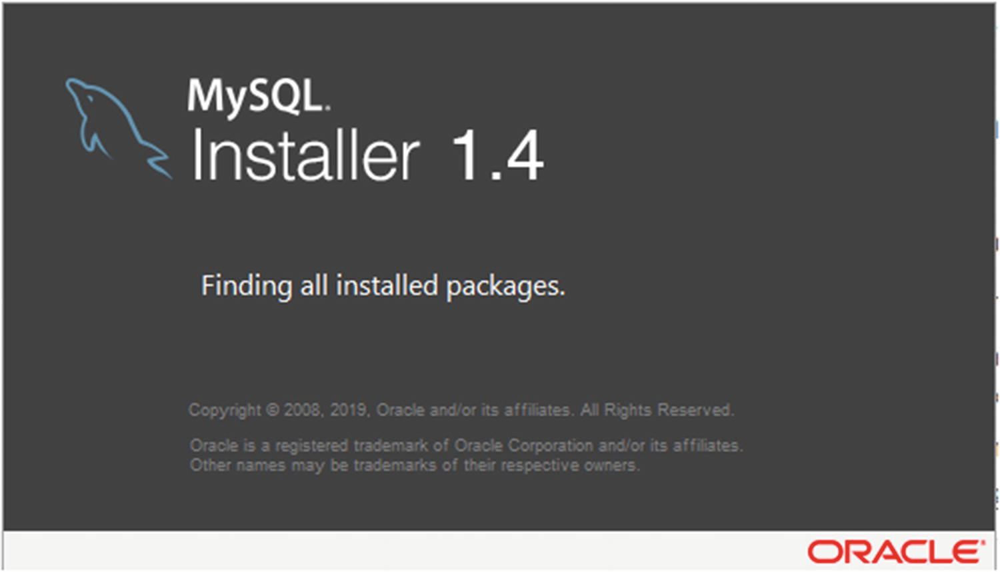 MySQL.
Installer 1.4
Finding all installed packages.
Copyright © 2008, 2019, Oracle and/or its affiliates. All Rights Reserved.
Oracle is a registered trademark of Oracle Corporation and/or its affiliates.
Other names may be trademarks of their respective owners.
ORACLE